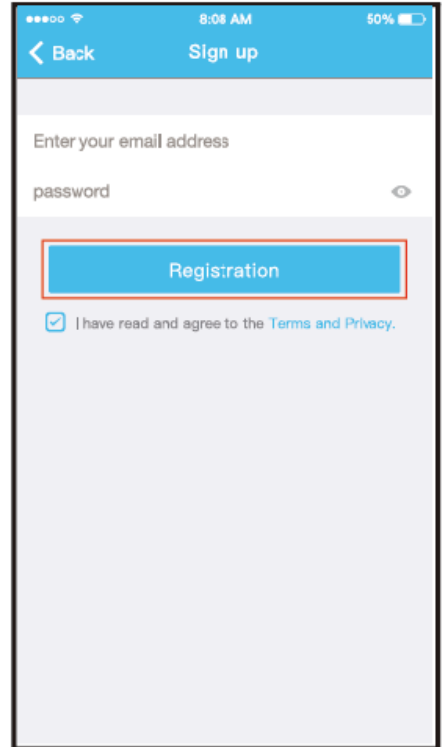 8:08 AM 50%
Back Sign up
Enter your email address
password
Registration
I have read and agree to the Terms and Privacy.